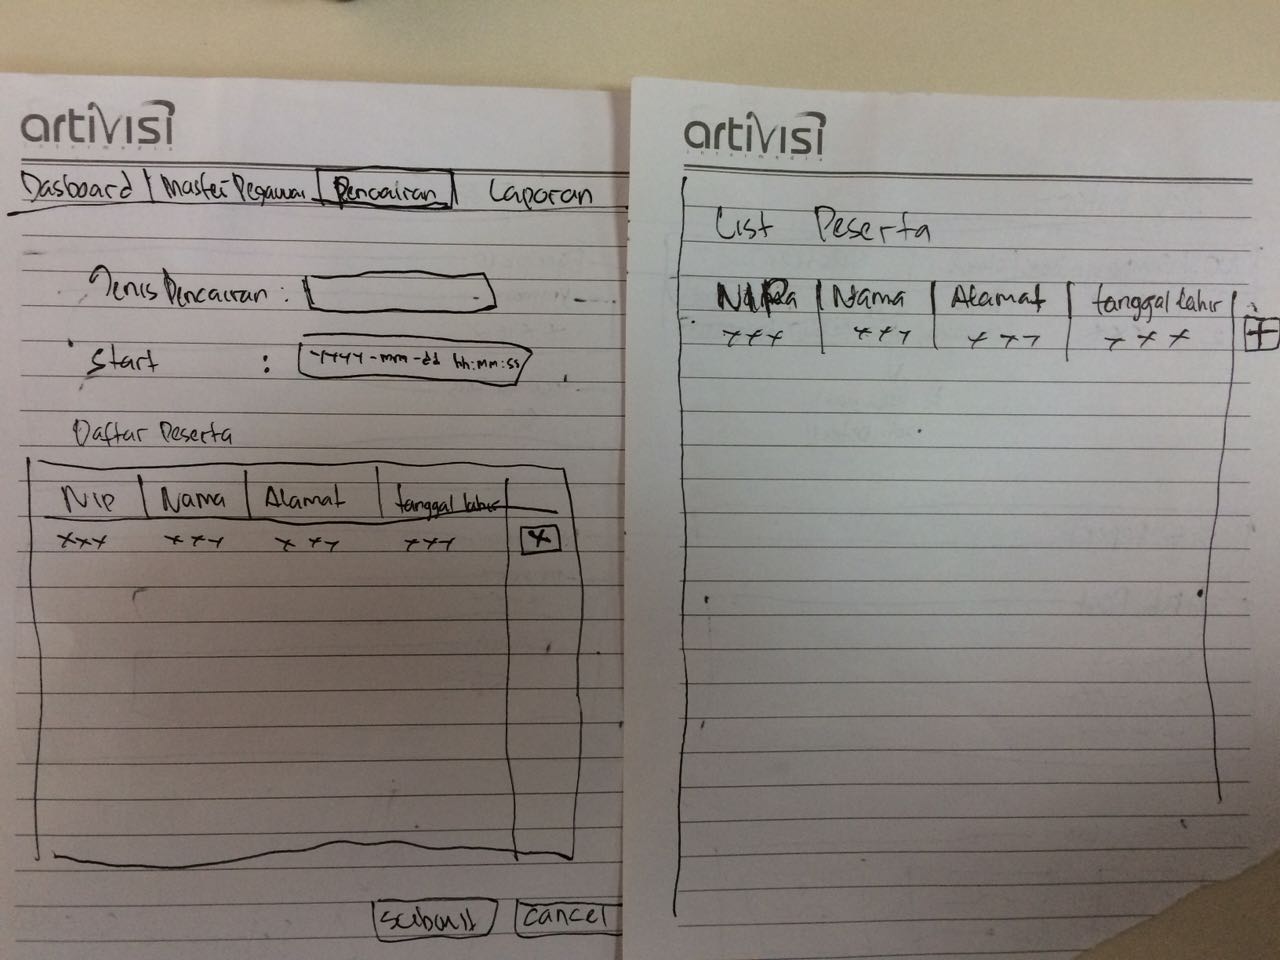 artivisi
intermedia
Dasboard | Master Pegawai | Pencairan | Laporan
Jenis Pencairan :
Start : YYYY-mm-dd hh:mm:ss
Daftar Peserta
NIP | Nama | Alamat | tanggal lahir
xxx xxx xxx xxx x
submit cancel
artivisi
intermedia
List Peserta
NIP | Nama | Alamat | tanggal lahir
xxx xxx xxx xxx +